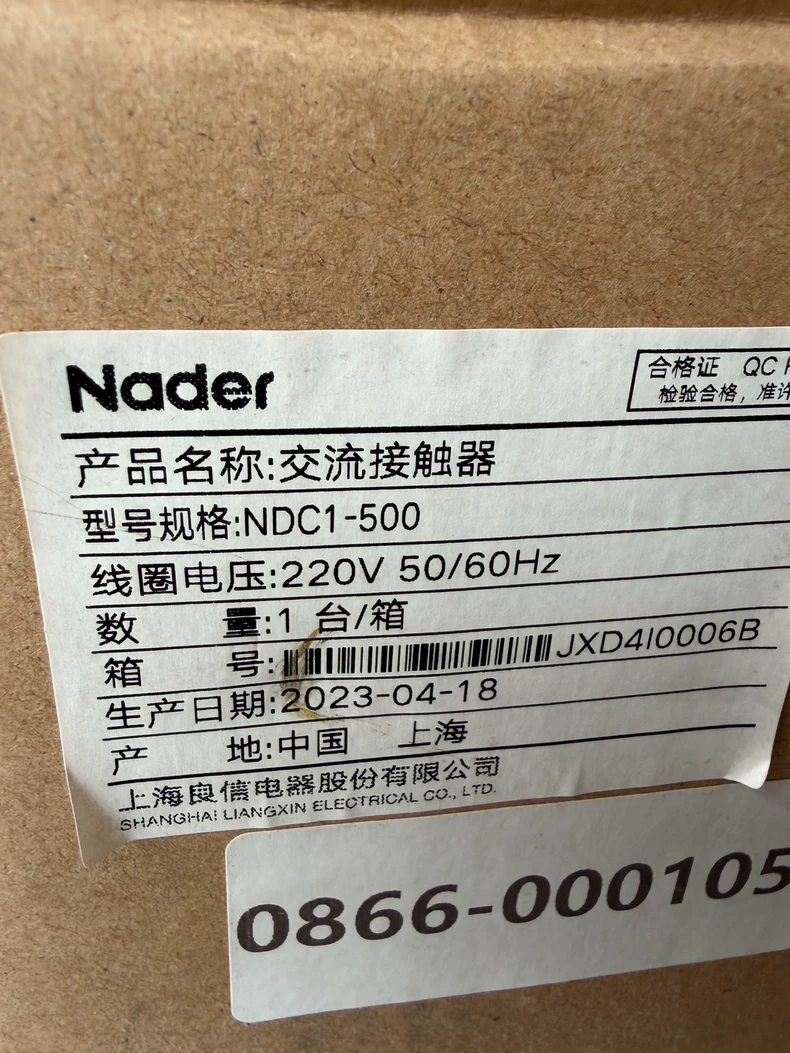 Nader
合格证 QC
检验合格，准许
产品名称:交流接触器
型号规格:NDC1-500
线圈电压:220V 50/60Hz
数 量:1 台/箱
箱 号: JXD4I0006B
生产日期:2023-04-18
产 地:中国 上海
上海良信电器股份有限公司
SHANGHAI LIANGXIN ELECTRICAL CO., LTD.
0866-000105